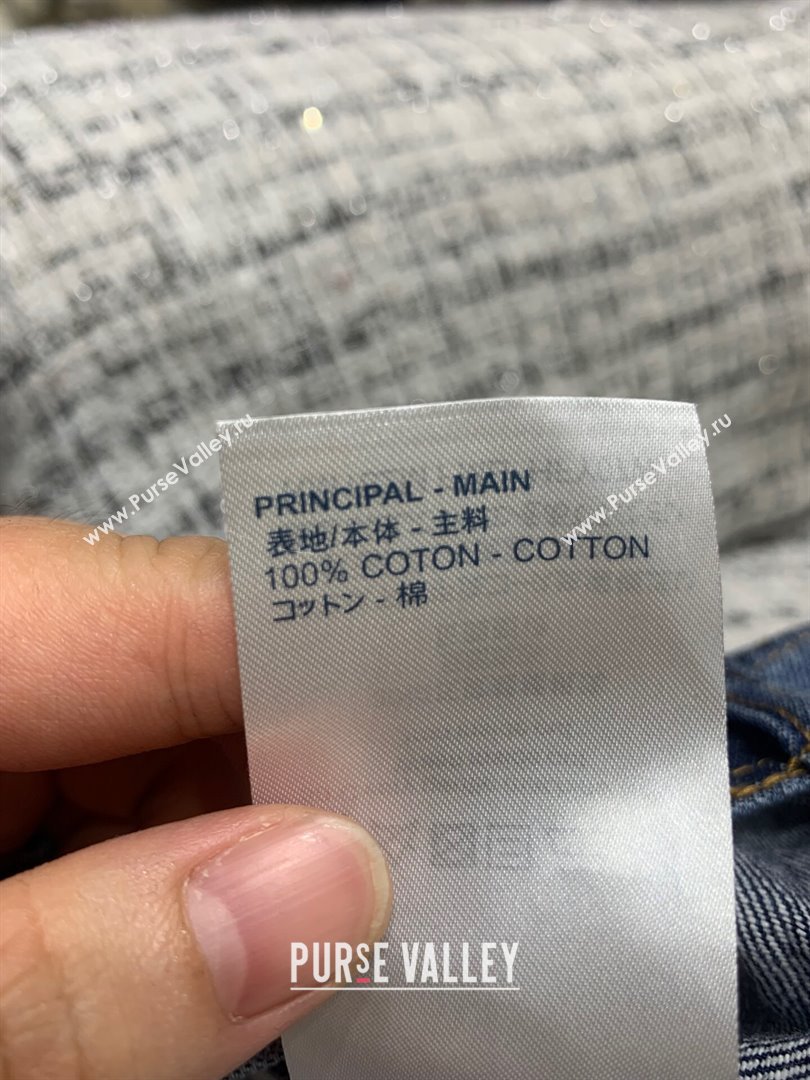 www.PurseValley.ru
www.PurseValley.ru
PRINCIPAL - MAIN
表地/本体 - 主料
100% COTON - COTTON
コットン - 棉
PURSE VALLEY